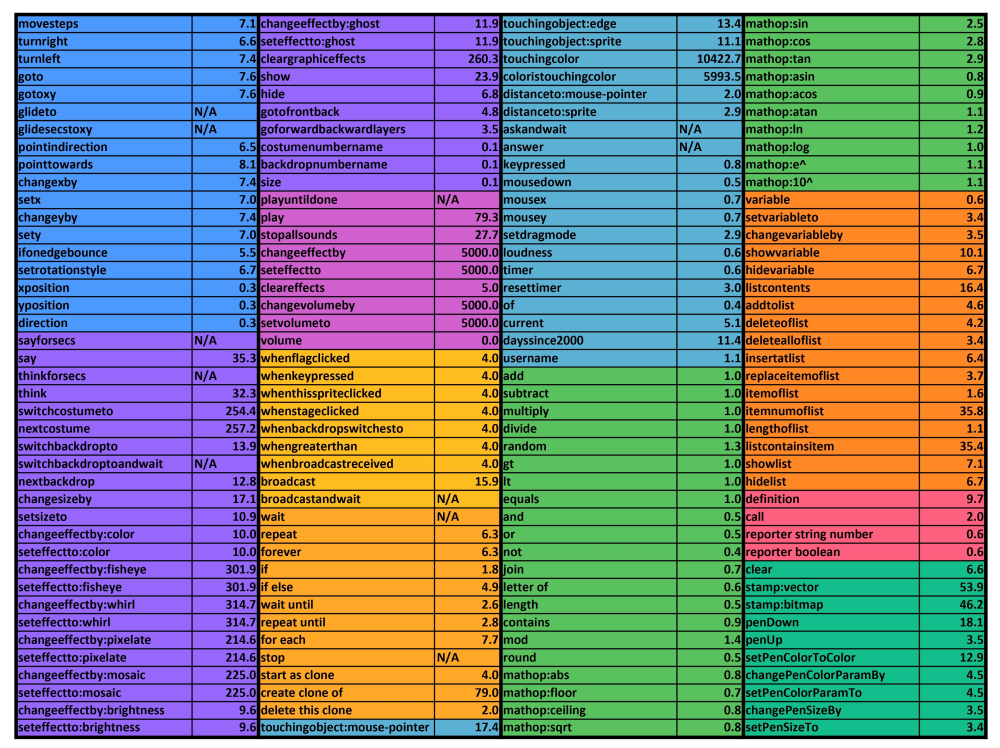 movesteps 7.1 changeeffectby:ghost 11.9 touchingobject:edge 13.4 mathop:sin 2.5
turnright 6.6 seteffectto:ghost 11.9 touchingobject:sprite 11.1 mathop:cos 2.8
turnleft 7.4 cleargraphiceffects 260.3 touchingcolor 10422.7 mathop:tan 2.9
goto 7.6 show 23.9 coloristouchingcolor 5993.5 mathop:asin 0.8
gotoxy 7.6 hide 6.8 distanceto:mouse-pointer 2.0 mathop:acos 0.9
glideto N/A gotofrontback 4.8 distanceto:sprite 2.9 mathop:atan 1.1
glidesecstoxy N/A goforwardbackwardlayers 3.5 askandwait N/A mathop:ln 1.2
pointindirection 6.5 costumenumbername 0.1 answer N/A mathop:log 1.0
pointtowards 8.1 backdropnumbername 0.1 keypressed 0.8 mathop:e^ 1.1
changexby 7.4 size 0.1 mousedown 0.5 mathop:10^ 1.1
setx 7.0 playuntildone N/A mousex 0.7 variable 0.6
changeyby 7.4 play 79.3 mousey 0.7 setvariableto 3.4
sety 7.0 stopallsounds 27.7 setdragmode 2.9 changevariableby 3.5
ifonedgebounce 5.5 changeeffectby 5000.0 loudness 0.6 showvariable 10.1
setrotationstyle 6.7 seteffectto 5000.0 timer 0.6 hidevariable 6.7
xposition 0.3 cleareffects 5.0 resettimer 3.0 listcontents 16.4
yposition 0.3 changevolumeby 5000.0 of 0.4 addtolist 4.6
direction 0.3 setvolumeto 5000.0 current 5.1 deleteoflist 4.2
sayforsecs N/A volume 0.0 dayssince2000 11.4 deletealloflist 3.4
say 35.3 whenflagclicked 4.0 username 1.1 insertatlist 6.4
thinkforsecs N/A whenkeypressed 4.0 add 1.0 replaceitemoflist 3.7
think 32.3 whenthisspriteclicked 4.0 subtract 1.0 itemoflist 1.6
switchcostumeto 254.4 whenstageclicked 4.0 multiply 1.0 itemnumoflist 35.8
nextcostume 257.2 whenbackdropswitchesto 4.0 divide 1.0 lengthoflist 1.1
switchbackdropto 13.9 whengreaterthan 4.0 random 1.3 listcontainsitem 35.4
switchbackdroptoandwait N/A whenbroadcastreceived 4.0 gt 1.0 showlist 7.1
nextbackdrop 12.8 broadcast 15.9 lt 1.0 hidelist 6.7
changesizeby 17.1 broadcastandwait N/A equals 1.0 definition 9.7
setsizeto 10.9 wait N/A and 0.5 call 2.0
changeeffectby:color 10.0 repeat 6.3 or 0.5 reporter string number 0.6
seteffectto:color 10.0 forever 6.3 not 0.4 reporter boolean 0.6
changeeffectby:fisheye 301.9 if 1.8 join 0.7 clear 6.6
seteffectto:fisheye 301.9 if else 4.9 letter of 0.6 stamp:vector 53.9
changeeffectby:whirl 314.7 wait until 2.6 length 0.5 stamp:bitmap 46.2
seteffectto:whirl 314.7 repeat until 2.8 contains 0.9 penDown 18.1
changeeffectby:pixelate 214.6 for each 7.7 mod 1.4 penUp 3.5
seteffectto:pixelate 214.6 stop N/A round 0.5 setPenColorToColor 12.9
changeeffectby:mosaic 225.0 start as clone 4.0 mathop:abs 0.8 changePenColorParamBy 4.5
seteffectto:mosaic 225.0 create clone of 79.0 mathop:floor 0.7 setPenColorParamTo 4.5
changeeffectby:brightness 9.6 delete this clone 2.0 mathop:ceiling 0.8 changePenSizeBy 3.5
seteffectto:brightness 9.6 touchingobject:mouse-pointer 17.4 mathop:sqrt 0.8 setPenSizeTo 3.4